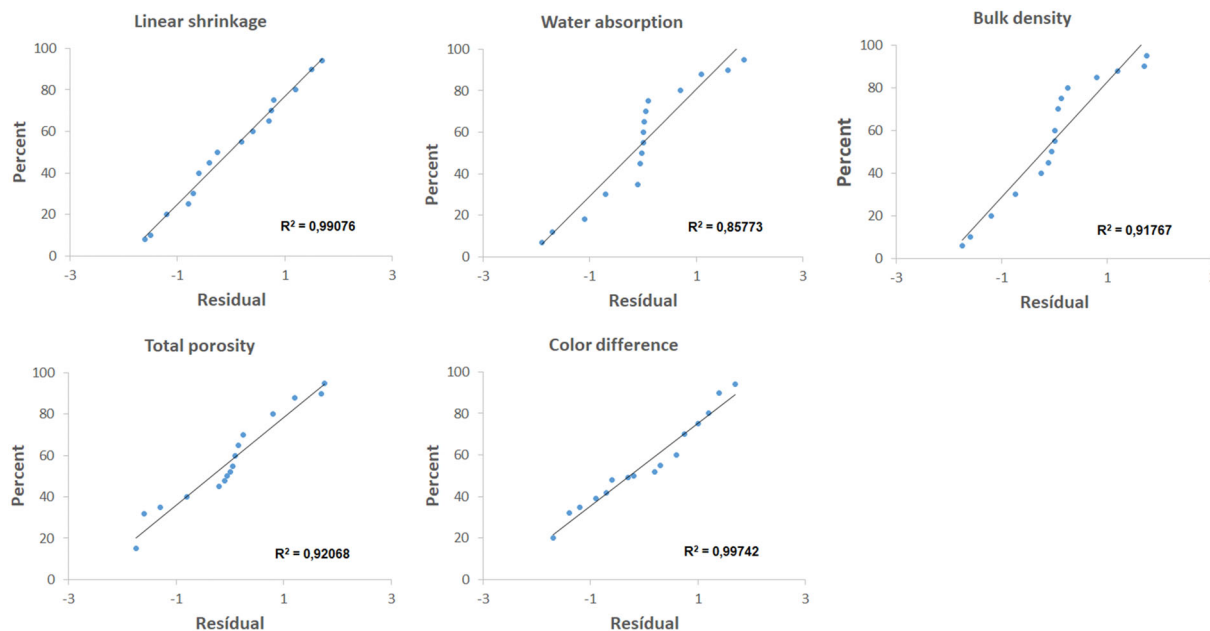 Linear shrinkage
100
80
60
40
20
0
Percent
-3
-1
1
3
Residual
R² = 0,99076
Water absorption
100
80
60
40
20
0
Percent
-3
-1
1
3
Resídual
R² = 0,85773
Bulk density
100
80
60
40
20
0
Percent
-3
-1
1
3
Resídual
R² = 0,91767
Total porosity
100
80
60
40
20
0
Percent
-3
-1
1
3
Resídual
R² = 0,92068
Color difference
100
80
60
40
20
0
Percent
-3
-1
1
3
Resídual
R² = 0,99742